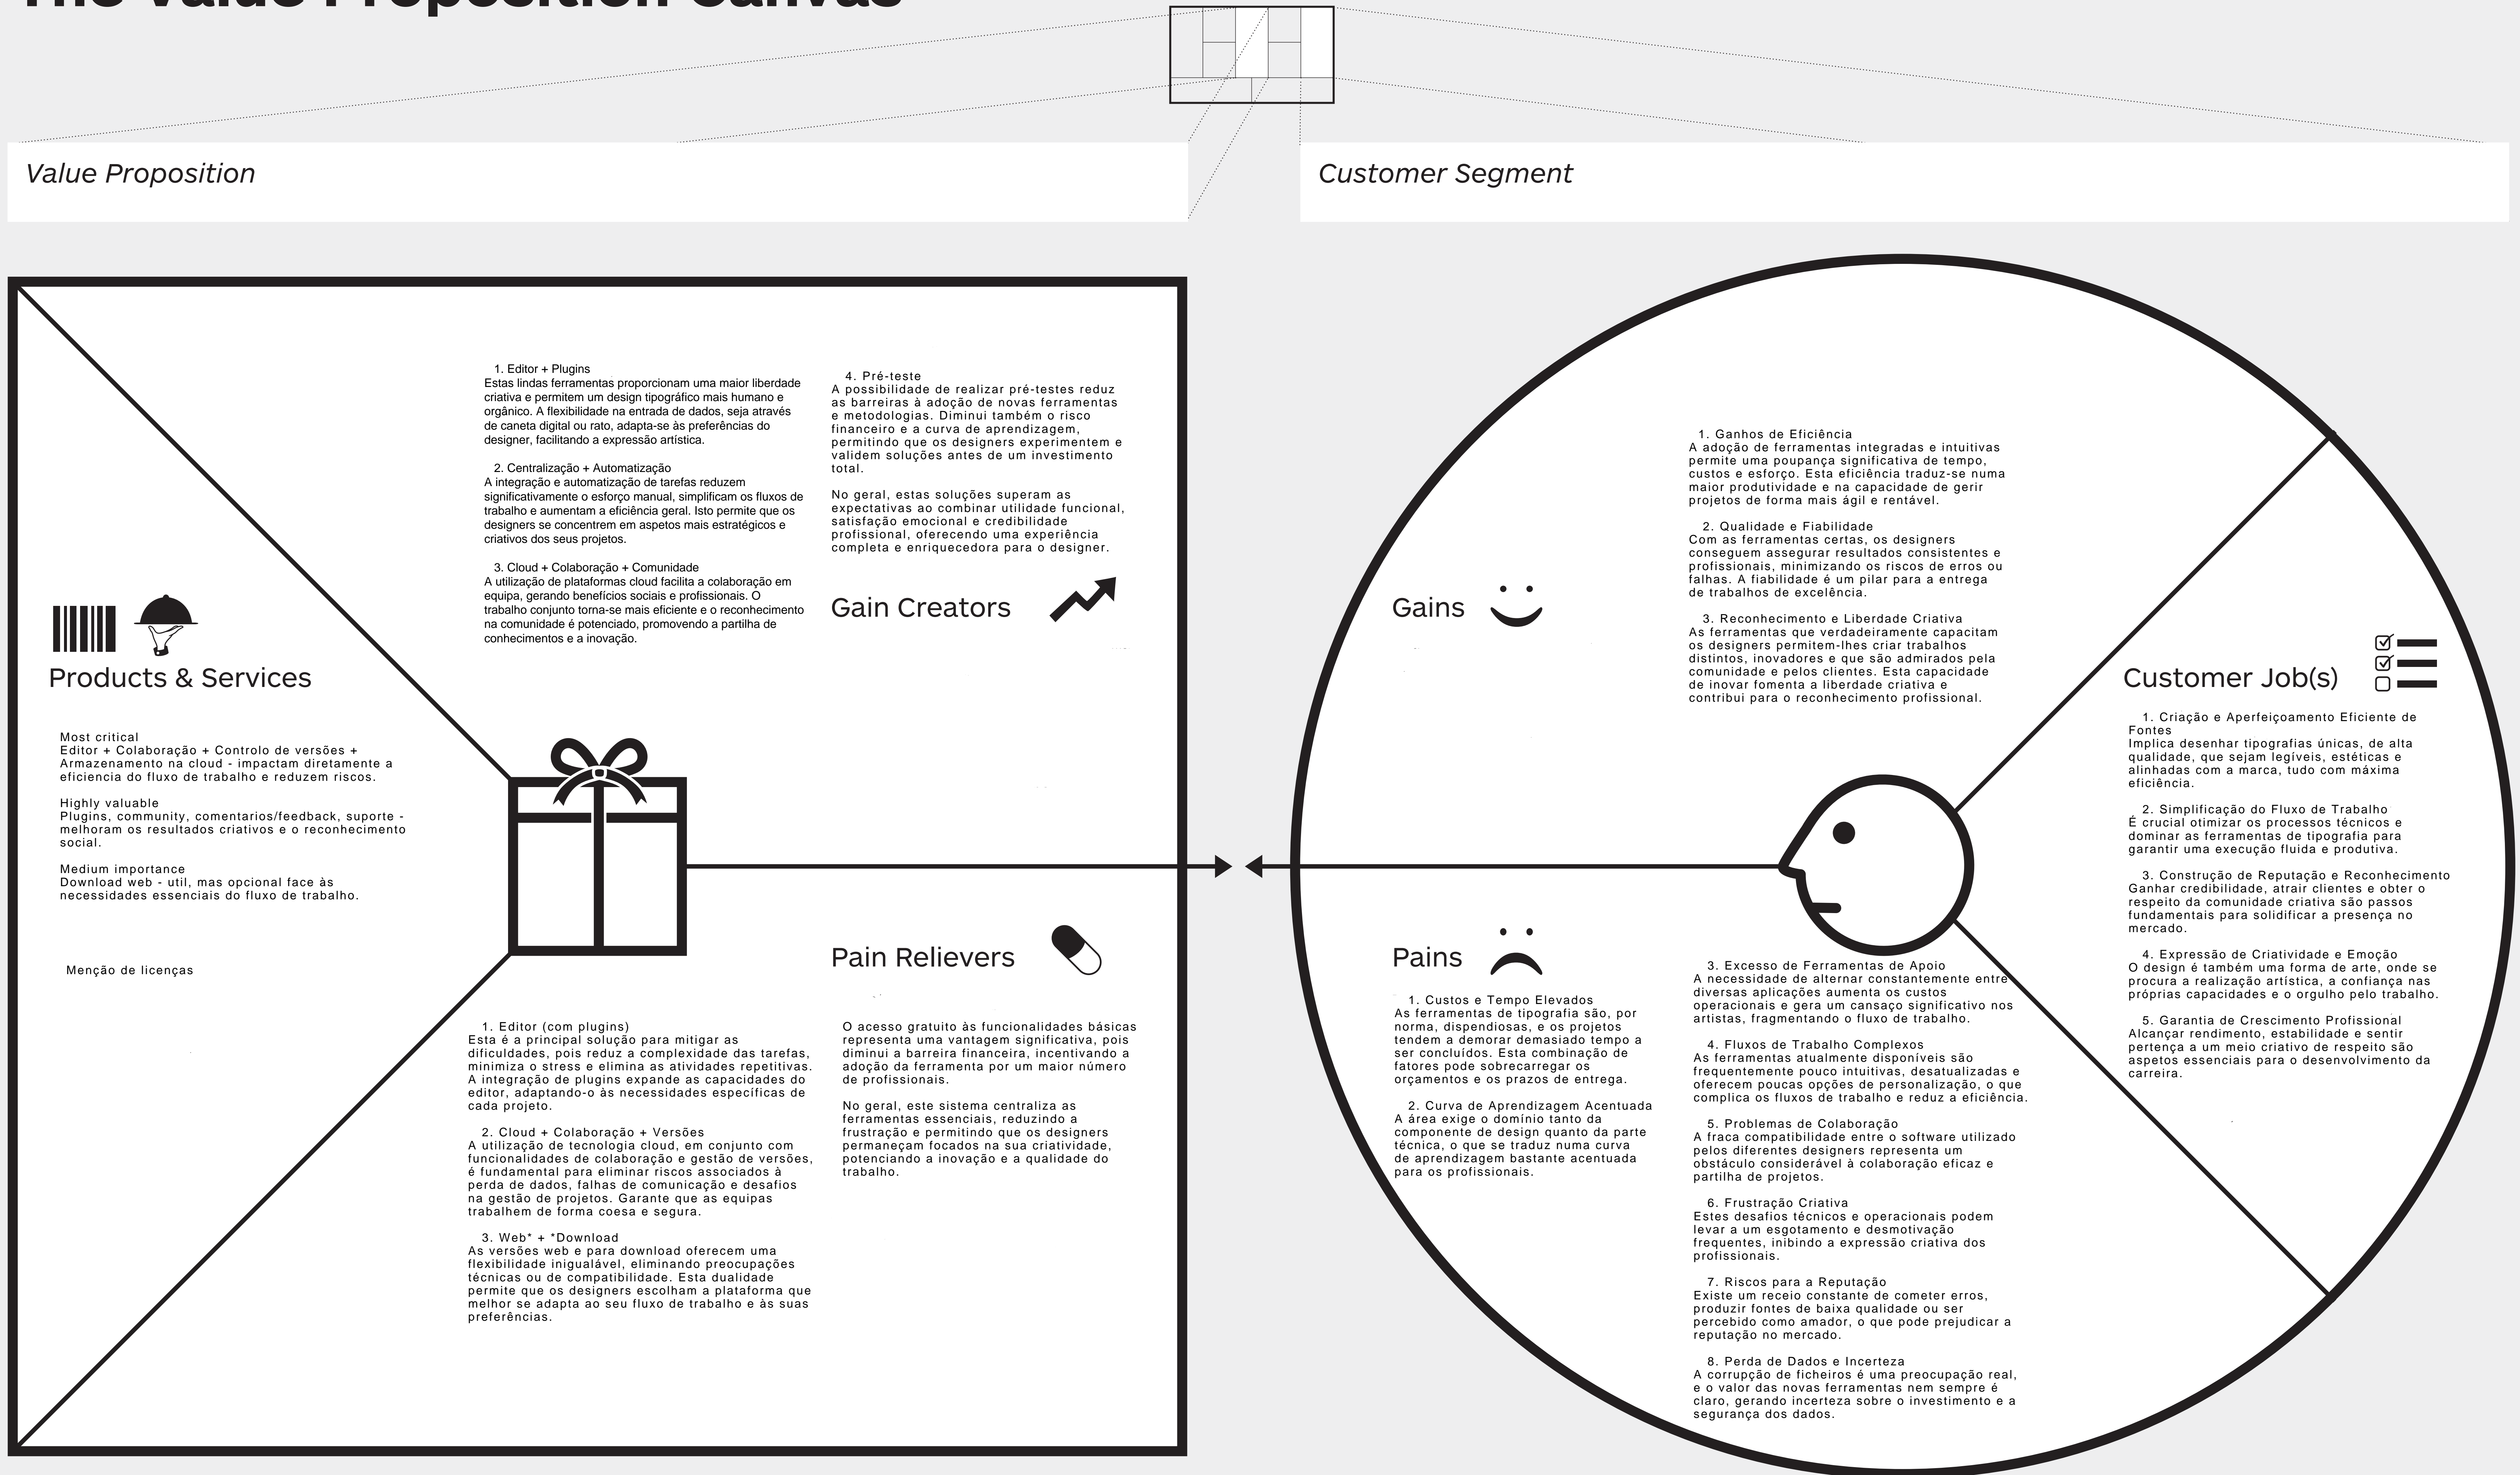 The Value Proposition Canvas
Value Proposition
Customer Segment
1. Editor + Plugins
Estas lindas ferramentas proporcionam uma maior liberdade
criativa e permitem um design tipográfico mais humano e
orgânico. A flexibilidade na entrada de dados, seja através
de caneta digital ou rato, adapta-se às preferências do
designer, facilitando a expressão artística.
2. Centralização + Automatização
A integração e automatização de tarefas reduzem
significativamente o esforço manual, simplificam os fluxos de
trabalho e aumentam a eficiência geral. Isto permite que os
designers se concentrem em aspetos mais estratégicos e
criativos dos seus projetos.
3. Cloud + Colaboração + Comunidade
A utilização de plataformas cloud facilita a colaboração em
equipa, gerando benefícios sociais e profissionais. O
trabalho conjunto torna-se mais eficiente e o reconhecimento
na comunidade é potenciado, promovendo a partilha de
conhecimentos e a inovação.
4. Pré-teste
A possibilidade de realizar pré-testes reduz
as barreiras à adoção de novas ferramentas
e metodologias. Diminui também o risco
financeiro e a curva de aprendizagem,
permitindo que os designers experimentem e
validem soluções antes de um investimento
total.
No geral, estas soluções superam as
expectativas ao combinar utilidade funcional,
satisfação emocional e credibilidade
profissional, oferecendo uma experiência
completa e enriquecedora para o designer.
Gain Creators
Products & Services
Most critical
Editor + Colaboração + Controlo de versões +
Armazenamento na cloud - impactam diretamente a
eficiencia do fluxo de trabalho e reduzem riscos.
Highly valuable
Plugins, community, comentarios/feedback, suporte -
melhoram os resultados criativos e o reconhecimento
social.
Medium importance
Download web - util, mas opcional face às
necessidades essenciais do fluxo de trabalho.
Menção de licenças
Pain Relievers
1. Editor (com plugins)
Esta é a principal solução para mitigar as
dificuldades, pois reduz a complexidade das tarefas,
minimiza o stress e elimina as atividades repetitivas.
A integração de plugins expande as capacidades do
editor, adaptando-o às necessidades específicas de
cada projeto.
2. Cloud + Colaboração + Versões
A utilização de tecnologia cloud, em conjunto com
funcionalidades de colaboração e gestão de versões,
é fundamental para eliminar riscos associados à
perda de dados, falhas de comunicação e desafios
na gestão de projetos. Garante que as equipas
trabalhem de forma coesa e segura.
3. Web* + *Download
As versões web e para download oferecem uma
flexibilidade inigualável, eliminando preocupações
técnicas ou de compatibilidade. Esta dualidade
permite que os designers escolham a plataforma que
melhor se adapta ao seu fluxo de trabalho e às suas
preferências.
O acesso gratuito às funcionalidades básicas
representa uma vantagem significativa, pois
diminui a barreira financeira, incentivando a
adoção da ferramenta por um maior número
de profissionais.
No geral, este sistema centraliza as
ferramentas essenciais, reduzindo a
frustração e permitindo que os designers
permaneçam focados na sua criatividade,
potenciando a inovação e a qualidade do
trabalho.
Gains
1. Ganhos de Eficiência
A adoção de ferramentas integradas e intuitivas
permite uma poupança significativa de tempo,
custos e esforço. Esta eficiência traduz-se numa
maior produtividade e na capacidade de gerir
projetos de forma mais ágil e rentável.
2. Qualidade e Fiabilidade
Com as ferramentas certas, os designers
conseguem assegurar resultados consistentes e
profissionais, minimizando os riscos de erros ou
falhas. A fiabilidade é um pilar para a entrega
de trabalhos de excelência.
3. Reconhecimento e Liberdade Criativa
As ferramentas que verdadeiramente capacitam
os designers permitem-lhes criar trabalhos
distintos, inovadores e que são admirados pela
comunidade e pelos clientes. Esta capacidade
de inovar fomenta a liberdade criativa e
contribui para o reconhecimento profissional.
Pains
1. Custos e Tempo Elevados
As ferramentas de tipografia são, por
norma, dispendiosas, e os projetos
tendem a demorar demasiado tempo a
ser concluídos. Esta combinação de
fatores pode sobrecarregar os
orçamentos e os prazos de entrega.
2. Curva de Aprendizagem Acentuada
A área exige o domínio tanto da
componente de design quanto da parte
técnica, o que se traduz numa curva
de aprendizagem bastante acentuada
para os profissionais.
3. Excesso de Ferramentas de Apoio
A necessidade de alternar constantemente entre
diversas aplicações aumenta os custos
operacionais e gera um cansaço significativo nos
artistas, fragmentando o fluxo de trabalho.
4. Fluxos de Trabalho Complexos
As ferramentas atualmente disponíveis são
frequentemente pouco intuitivas, desatualizadas e
oferecem poucas opções de personalização, o que
complica os fluxos de trabalho e reduz a eficiência.
5. Problemas de Colaboração
A fraca compatibilidade entre o software utilizado
pelos diferentes designers representa um
obstáculo considerável à colaboração eficaz e
partilha de projetos.
6. Frustração Criativa
Estes desafios técnicos e operacionais podem
levar a um esgotamento e desmotivação
frequentes, inibindo a expressão criativa dos
profissionais.
7. Riscos para a Reputação
Existe um receio constante de cometer erros,
produzir fontes de baixa qualidade ou ser
percebido como amador, o que pode prejudicar a
reputação no mercado.
8. Perda de Dados e Incerteza
A corrupção de ficheiros é uma preocupação real,
e o valor das novas ferramentas nem sempre é
claro, gerando incerteza sobre o investimento e a
segurança dos dados.
Customer Job(s)
1. Criação e Aperfeiçoamento Eficiente de
Fontes
Implica desenhar tipografias únicas, de alta
qualidade, que sejam legíveis, estéticas e
alinhadas com a marca, tudo com máxima
eficiência.
2. Simplificação do Fluxo de Trabalho
É crucial otimizar os processos técnicos e
dominar as ferramentas de tipografia para
garantir uma execução fluida e produtiva.
3. Construção de Reputação e Reconhecimento
Ganhar credibilidade, atrair clientes e obter o
respeito da comunidade criativa são passos
fundamentais para solidificar a presença no
mercado.
4. Expressão de Criatividade e Emoção
O design é também uma forma de arte, onde se
procura a realização artística, a confiança nas
próprias capacidades e o orgulho pelo trabalho.
5. Garantia de Crescimento Profissional
Alcançar rendimento, estabilidade e sentir
pertença a um meio criativo de respeito são
aspetos essenciais para o desenvolvimento da
carreira.